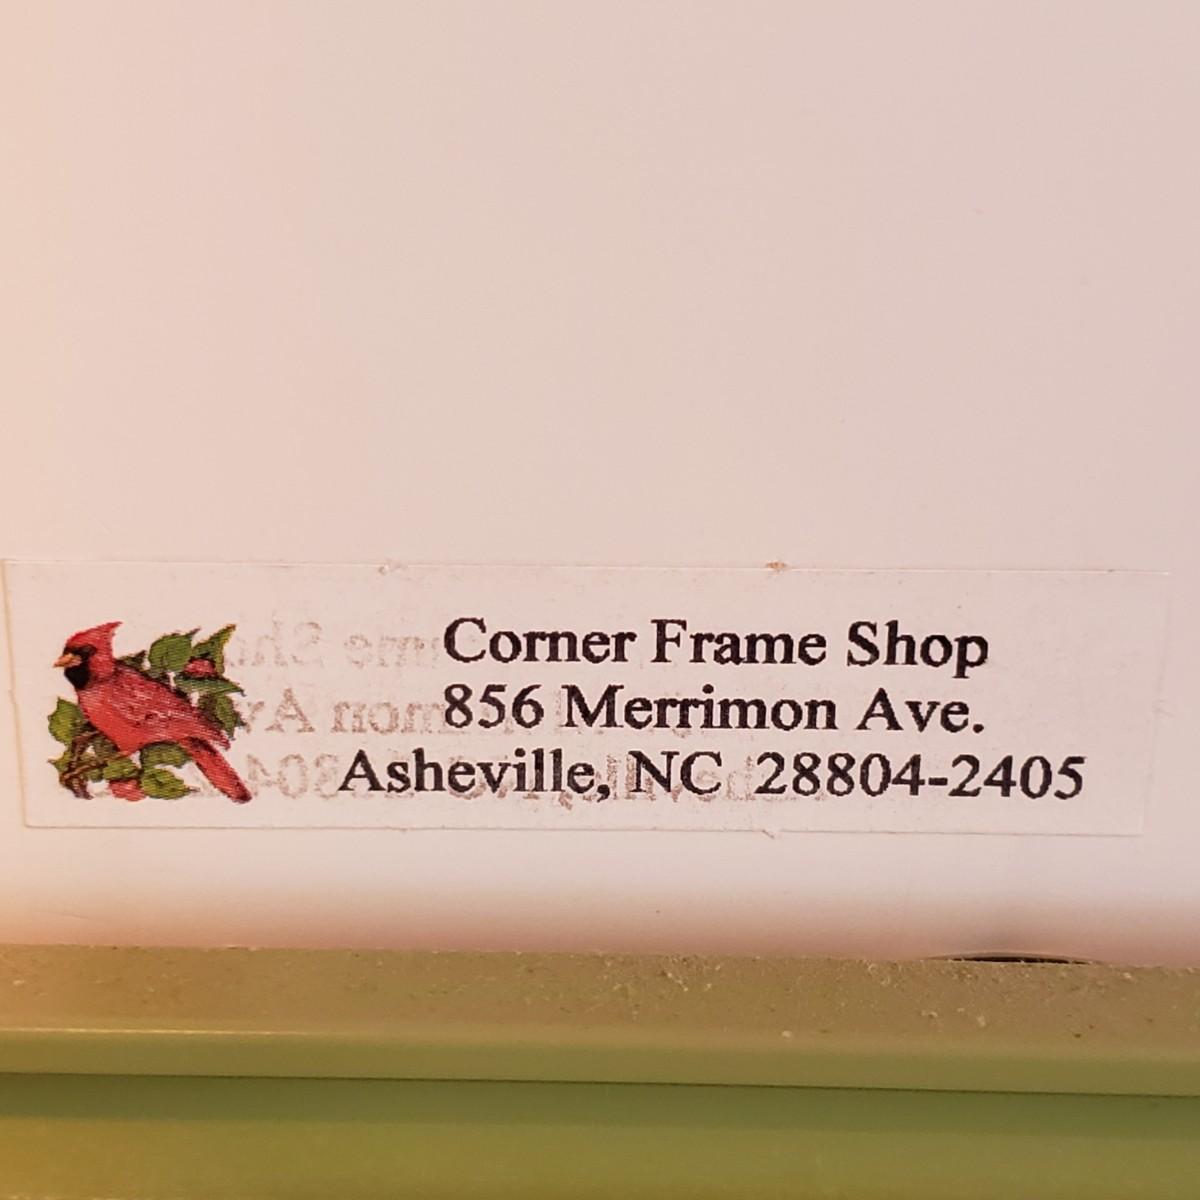 Corner Frame Shop
856 Merrimon Ave.
Asheville, NC 28804-2405